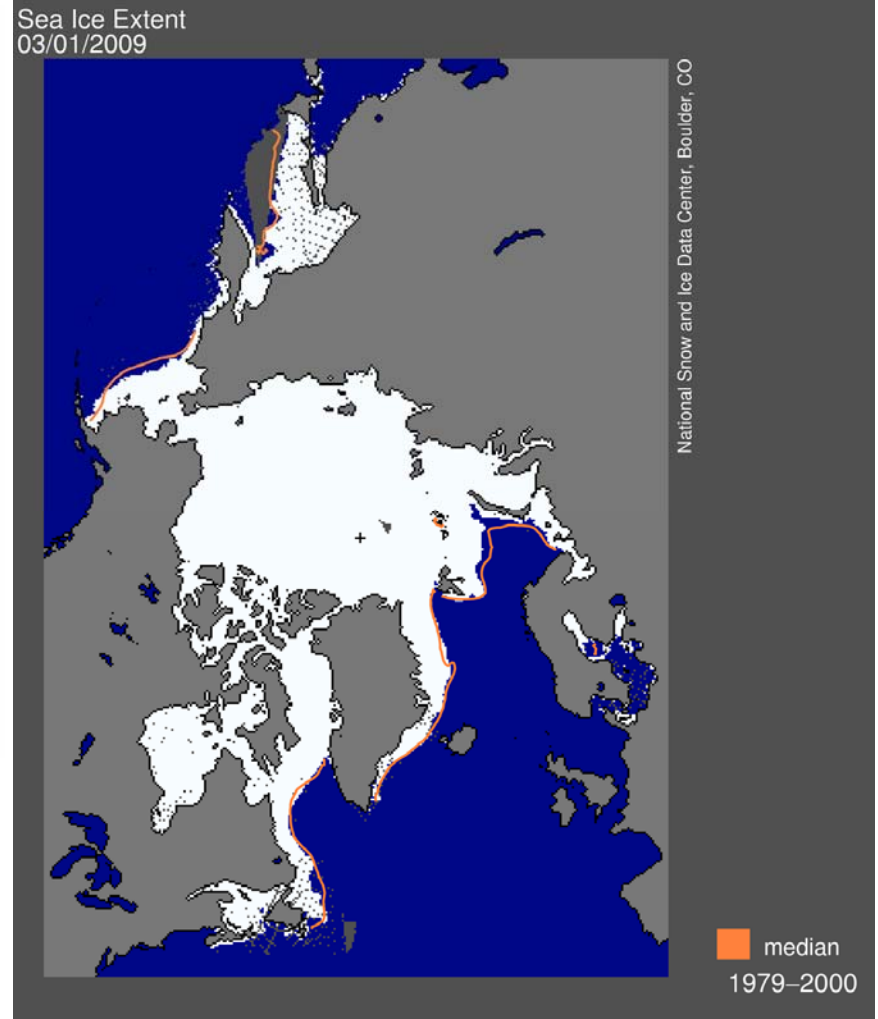 Sea Ice Extent
03/01/2009
National Snow and Ice Data Center, Boulder, CO
median
1979–2000